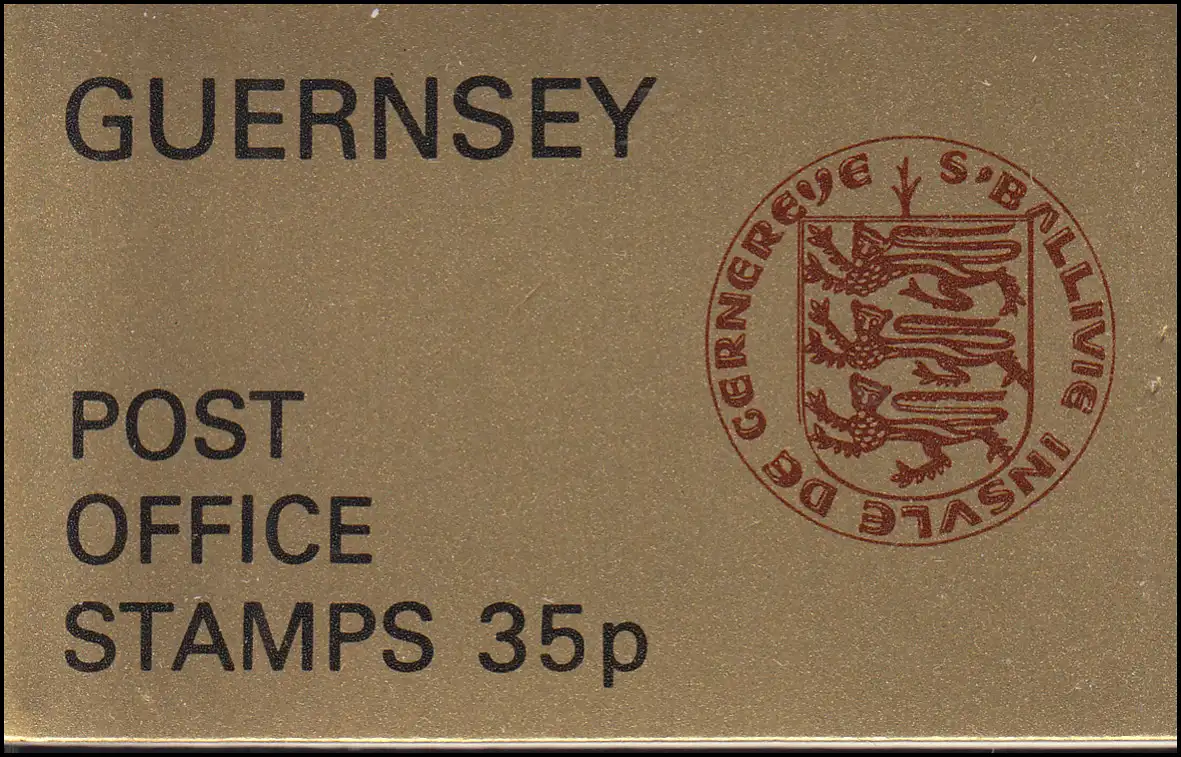 GUERNSEY
POST
OFFICE
STAMPS 35p
S'BALLIVIE INSVLE DE GERNEREYE